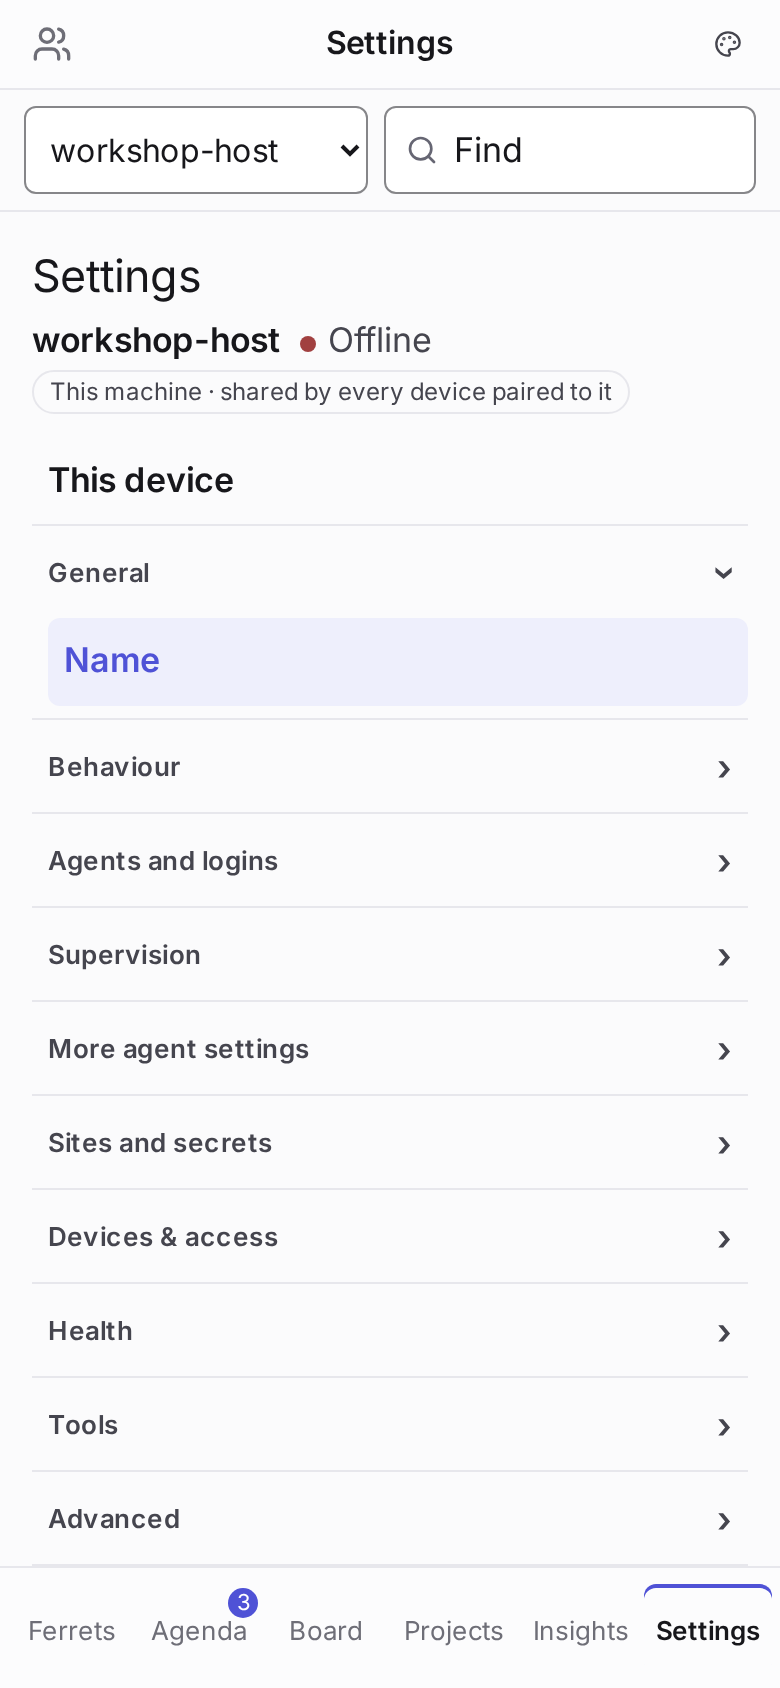 Settings
workshop-host
Find
Settings
workshop-host Offline
This machine · shared by every device paired to it
This device
General
Name
Behaviour
Agents and logins
Supervision
More agent settings
Sites and secrets
Devices & access
Health
Tools
Advanced
3
Ferrets Agenda Board Projects Insights Settings